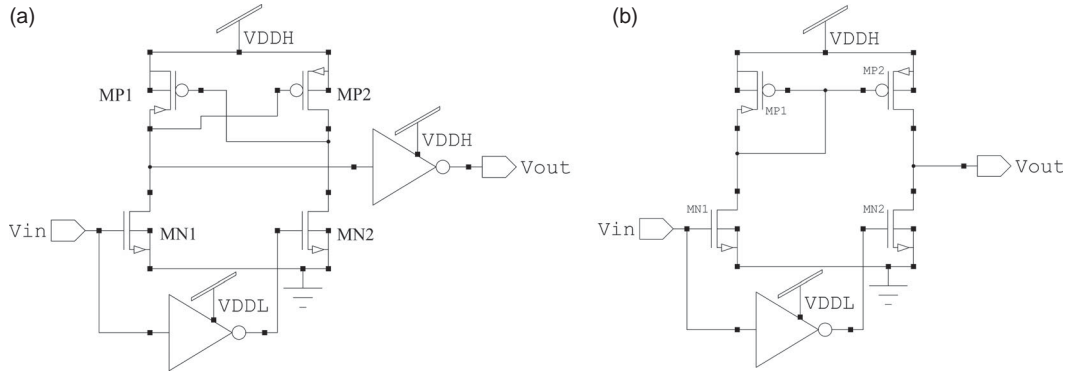 (a)
VDDH
MP1
MP2
VDDH
Vout
Vin
MN1
MN2
VDDL
(b)
VDDH
MP2
MP1
Vout
MN1
MN2
Vin
VDDL